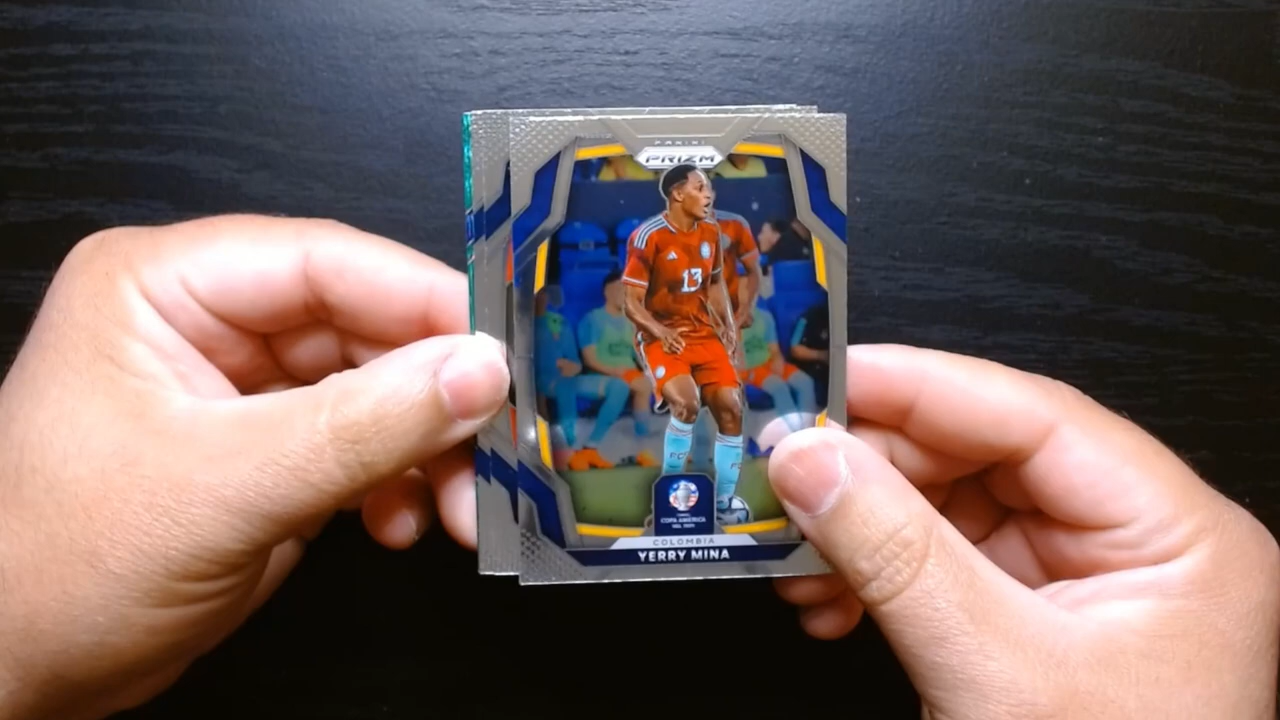 PANINI
PRIZM
13
COPA AMERICA
COLOMBIA
YERRY MINA